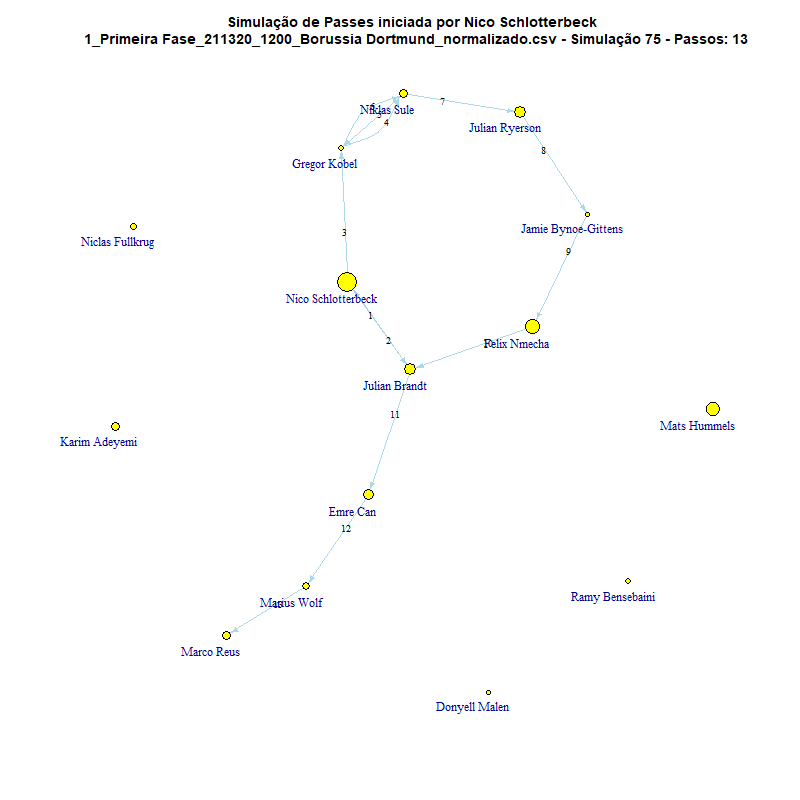 Simulação de Passes iniciada por Nico Schlotterbeck
1_Primeira Fase_211320_1200_Borussia Dortmund_normalizado.csv - Simulação 75 - Passos: 13
7
Niklas Sule
4
Julian Ryerson
8
Gregor Kobel
Jamie Bynoe-Gittens
3
Niclas Fullkrug
9
Nico Schlotterbeck
1
2
Felix Nmecha
Julian Brandt
11
Mats Hummels
Karim Adeyemi
Emre Can
12
Marius Wolf
Ramy Bensebaini
Marco Reus
Donyell Malen